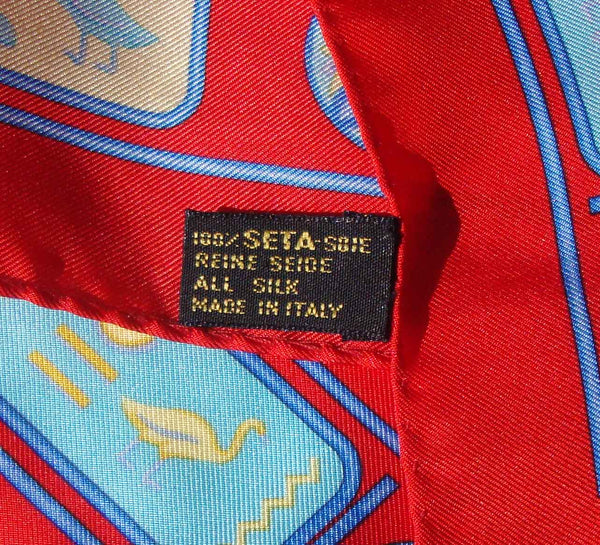 100% SETA-SOIE
REINE SEIDE
ALL SILK
MADE IN ITALY